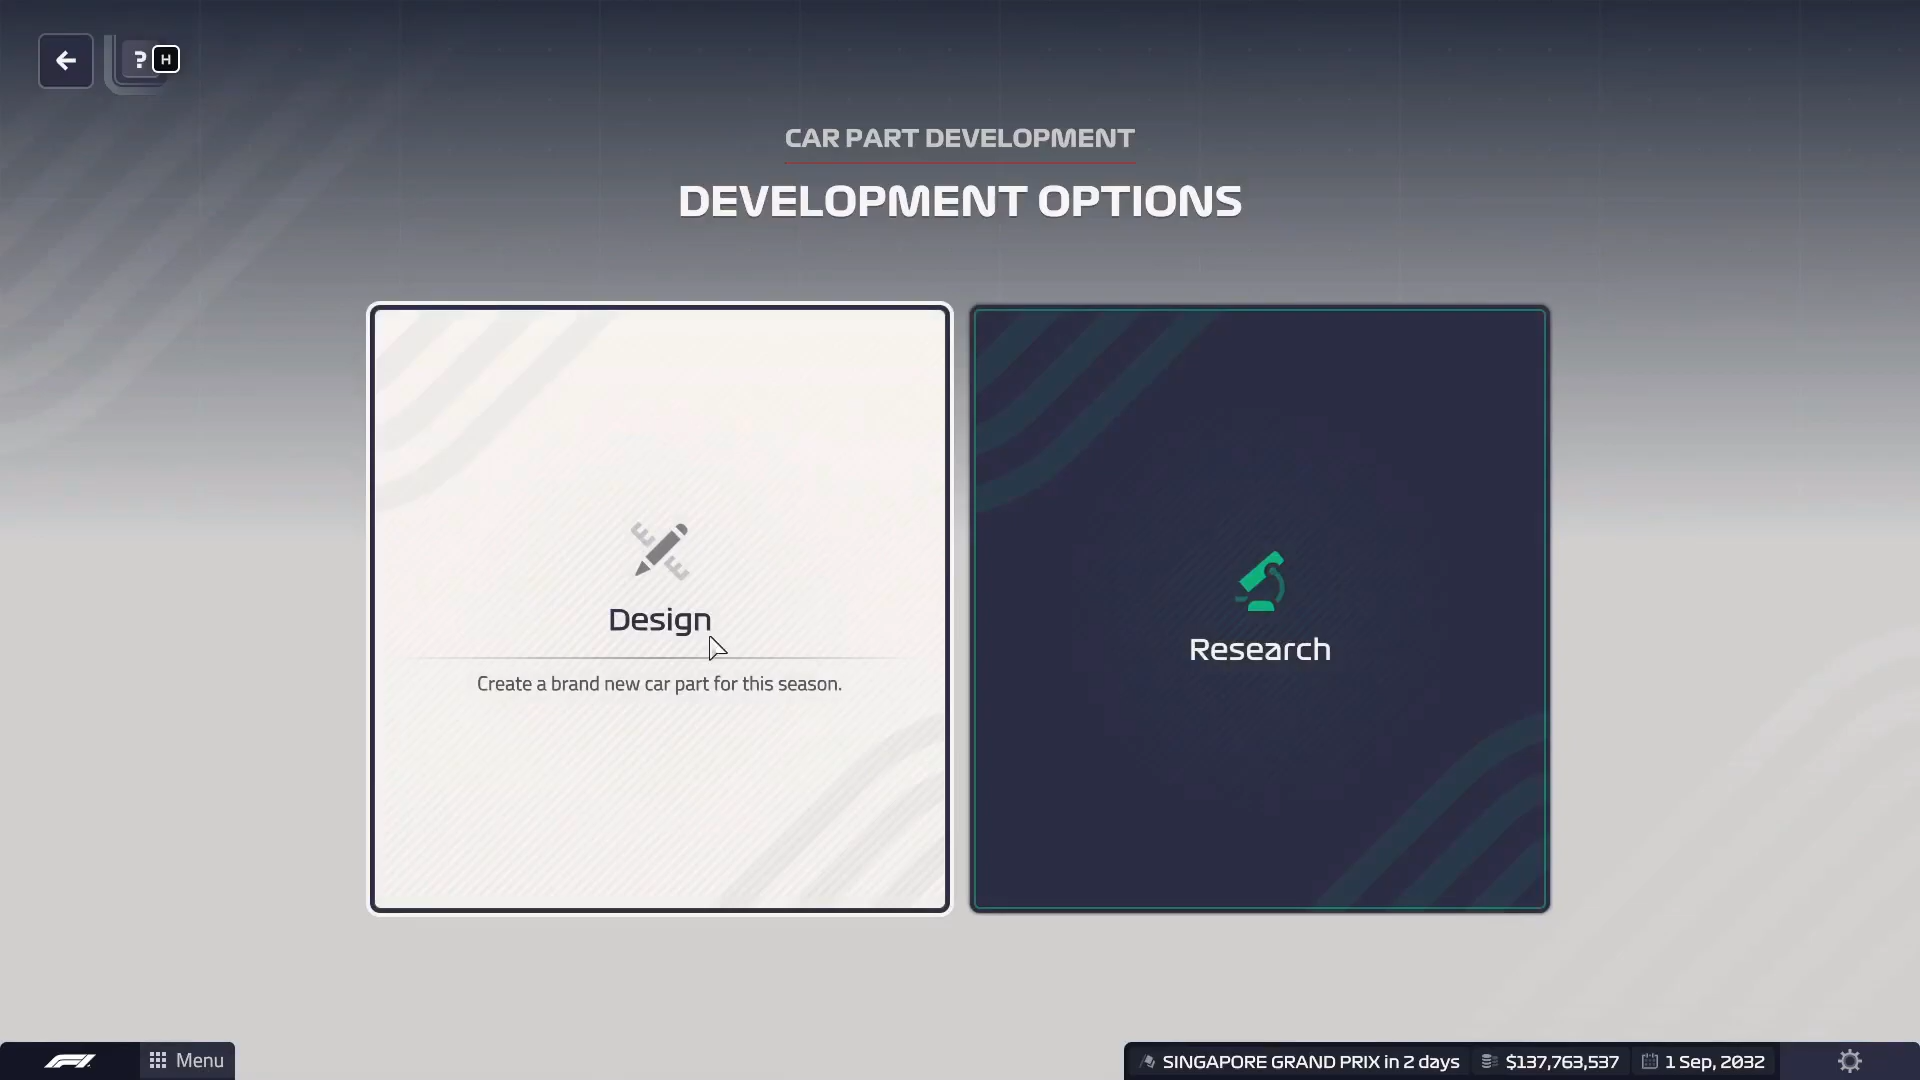 ? H
CAR PART DEVELOPMENT
DEVELOPMENT OPTIONS
Design
Create a brand new car part for this season.
Research
Menu
SINGAPORE GRAND PRIX in 2 days
$137,763,537
1 Sep, 2032